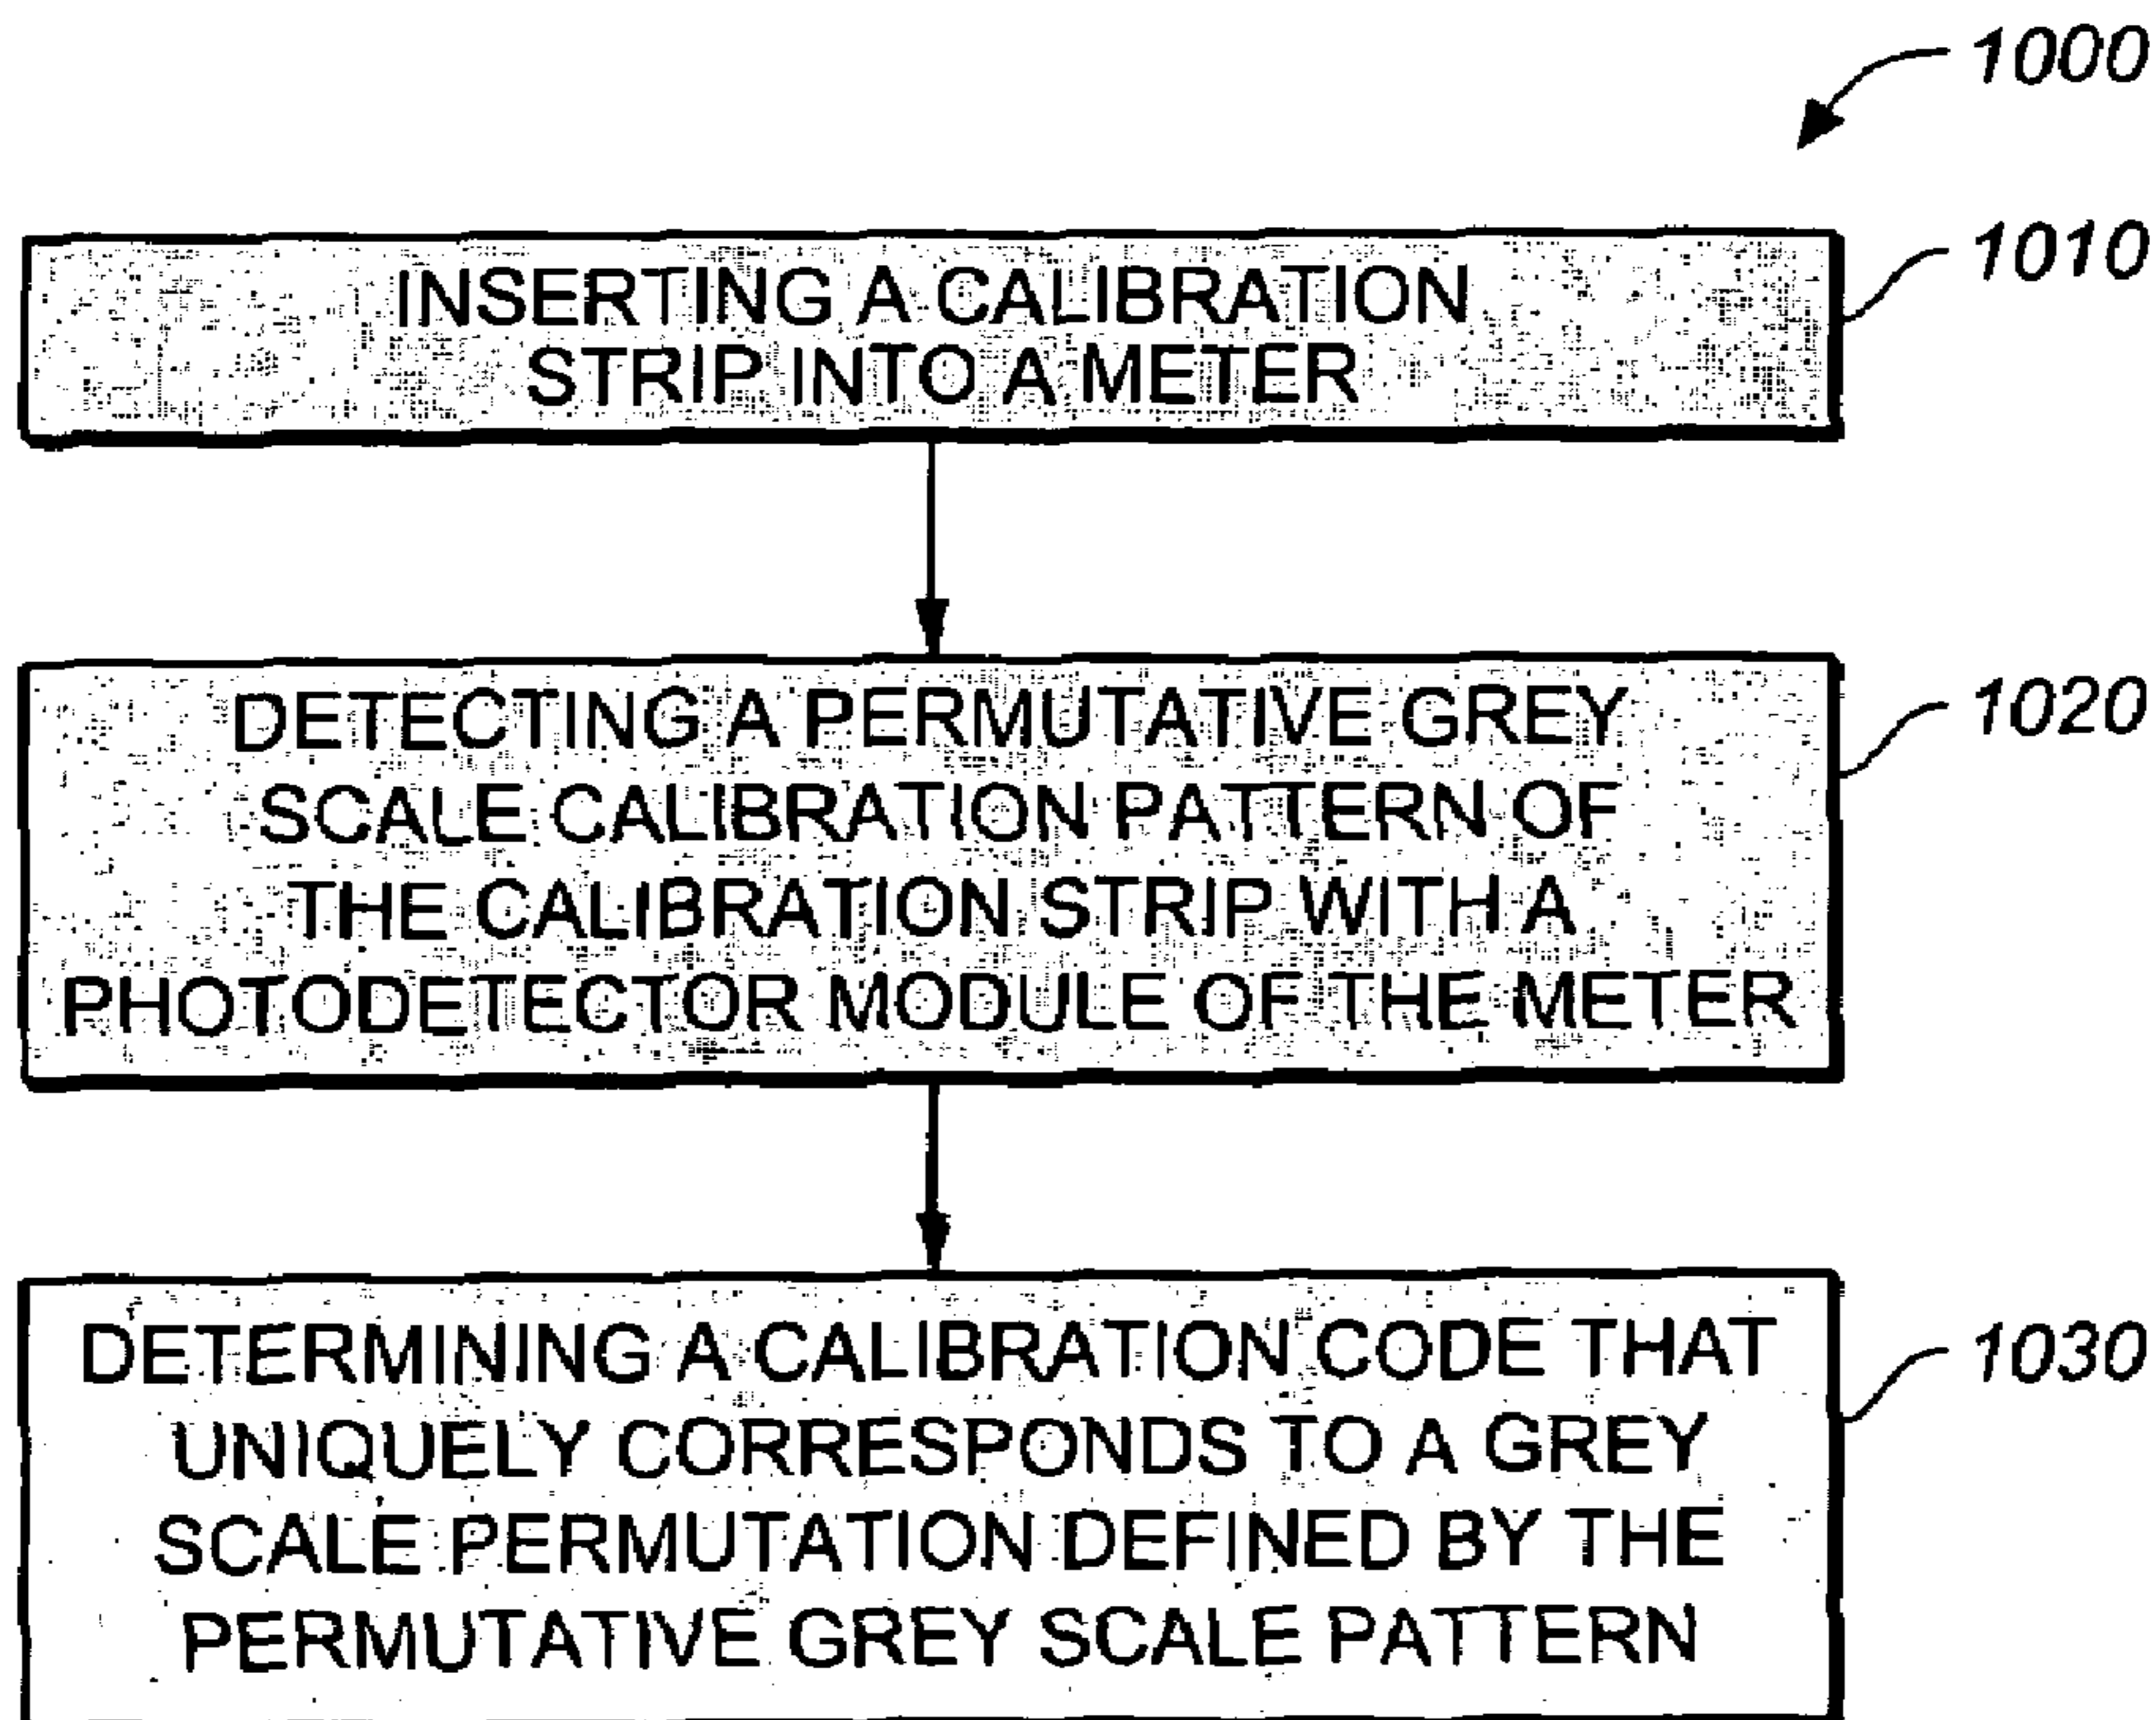 1000
1010
INSERTING A CALIBRATION
STRIP INTO A METER
1020
DETECTING A PERMUTATIVE GREY
SCALE CALIBRATION PATTERN OF
THE CALIBRATION STRIP WITH A
PHOTODETECTOR MODULE OF THE METER
1030
DETERMINING A CALIBRATION CODE THAT
UNIQUELY CORRESPONDS TO A GREY
SCALE PERMUTATION DEFINED BY THE
PERMUTATIVE GREY SCALE PATTERN